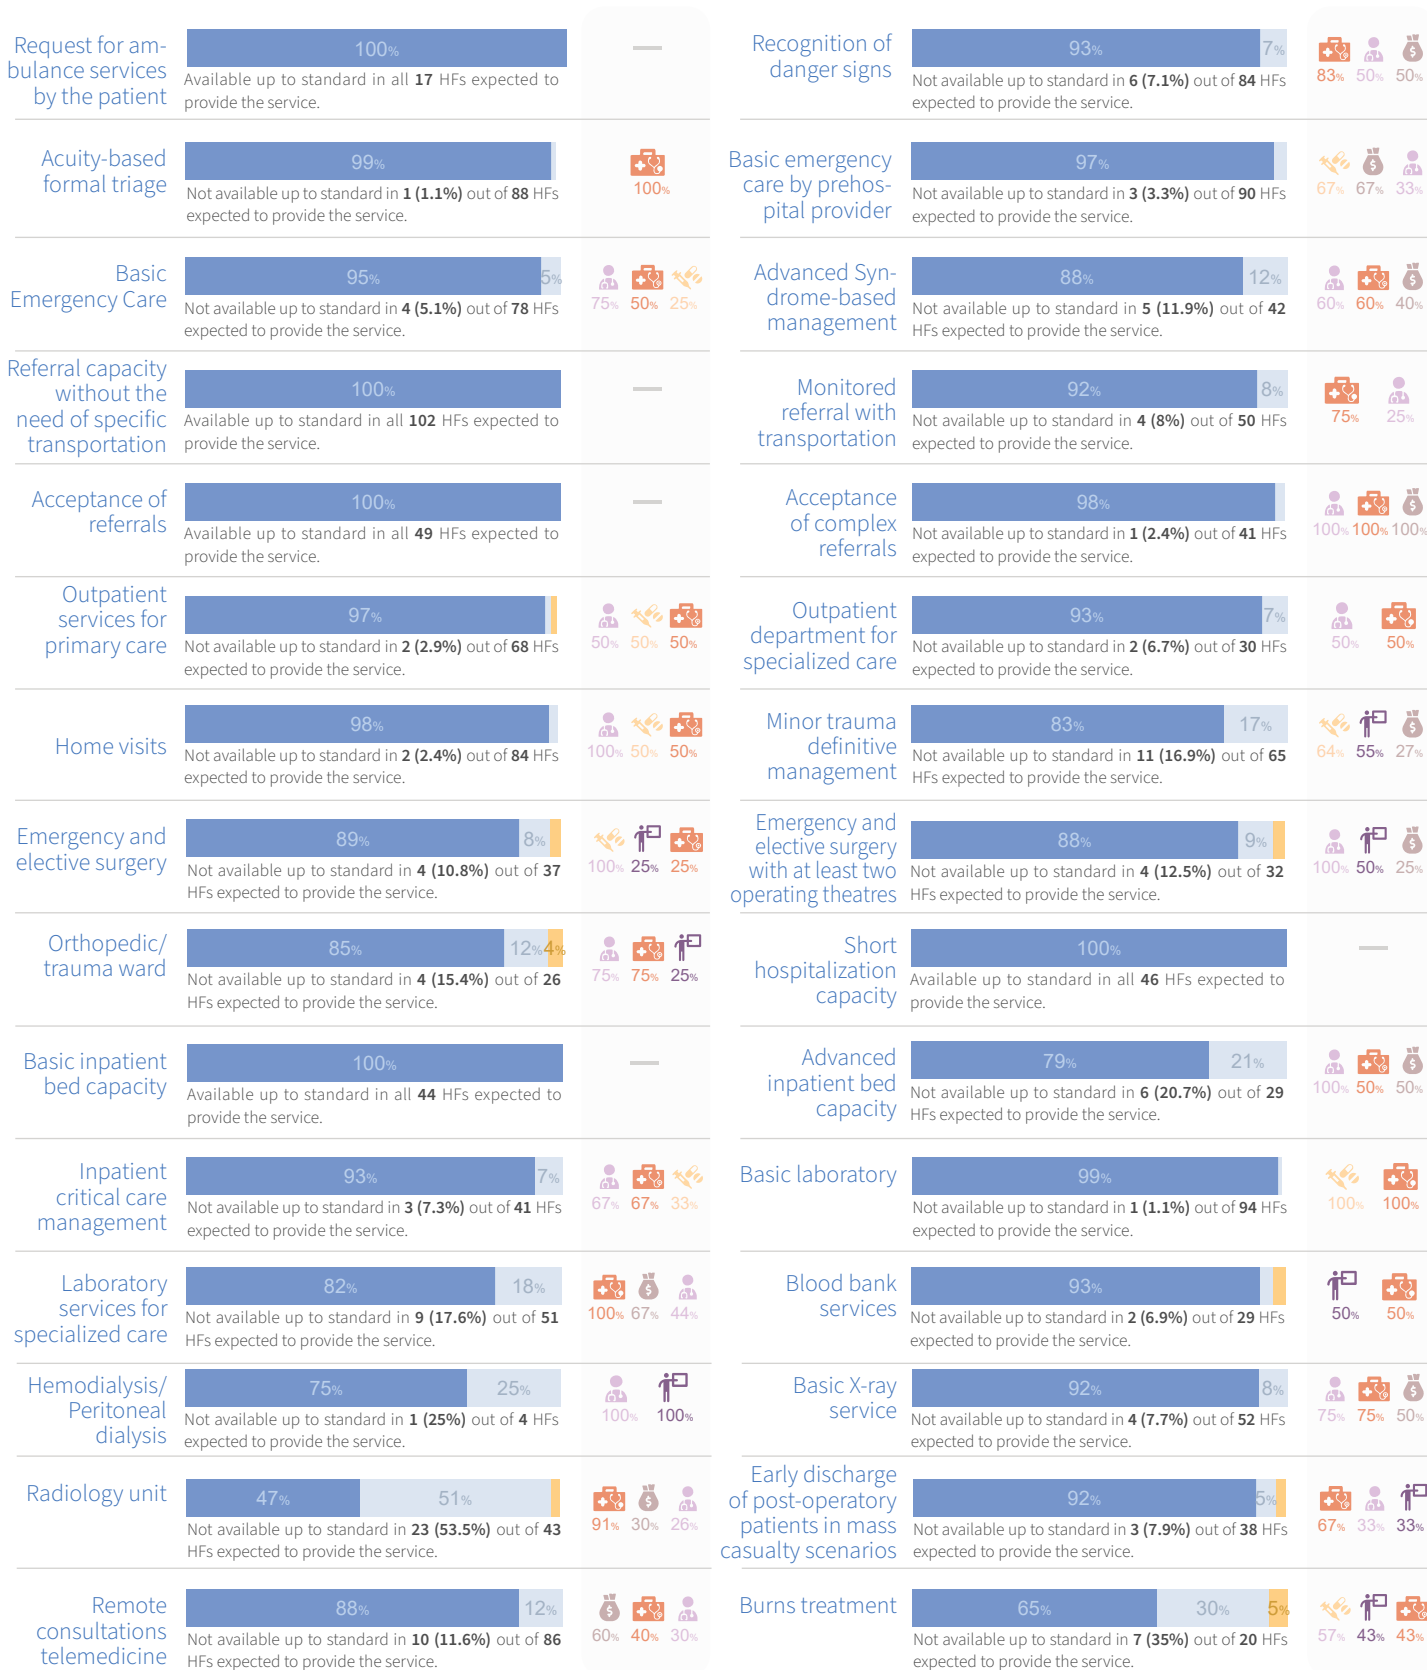 Request for am-
bulance services
by the patient
100%
Available up to standard in all 17 HFs expected to
provide the service.
Recognition of
danger signs
93%
7%
Not available up to standard in 6 (7.1%) out of 84 HFs
expected to provide the service.
83% 50% 50%
Acuity-based
formal triage
99%
Not available up to standard in 1 (1.1%) out of 88 HFs
expected to provide the service.
100%
Basic emergency
care by prehos-
pital provider
97%
Not available up to standard in 3 (3.3%) out of 90 HFs
expected to provide the service.
67% 67% 33%
Basic
Emergency Care
95%
5%
Not available up to standard in 4 (5.1%) out of 78 HFs
expected to provide the service.
75% 50% 25%
Advanced Syn-
drome-based
management
88%
12%
Not available up to standard in 5 (11.9%) out of 42
HFs expected to provide the service.
60% 60% 40%
Referral capacity
without the
need of specific
transportation
100%
Available up to standard in all 102 HFs expected to
provide the service.
Monitored
referral with
transportation
92%
8%
Not available up to standard in 4 (8%) out of 50 HFs
expected to provide the service.
75% 25%
Acceptance of
referrals
100%
Available up to standard in all 49 HFs expected to
provide the service.
Acceptance
of complex
referrals
98%
Not available up to standard in 1 (2.4%) out of 41 HFs
expected to provide the service.
100% 100% 100%
Outpatient
services for
primary care
97%
Not available up to standard in 2 (2.9%) out of 68 HFs
expected to provide the service.
50% 50% 50%
Outpatient
department for
specialized care
93%
7%
Not available up to standard in 2 (6.7%) out of 30 HFs
expected to provide the service.
50% 50%
Home visits
98%
Not available up to standard in 2 (2.4%) out of 84 HFs
expected to provide the service.
100% 50% 50%
Minor trauma
definitive
management
83%
17%
Not available up to standard in 11 (16.9%) out of 65
HFs expected to provide the service.
64% 55% 27%
Emergency and
elective surgery
89%
8%
Not available up to standard in 4 (10.8%) out of 37
HFs expected to provide the service.
100% 25% 25%
Emergency and
elective surgery
with at least two
operating theatres
88%
9%
Not available up to standard in 4 (12.5%) out of 32
HFs expected to provide the service.
100% 50% 25%
Orthopedic/
trauma ward
85%
12%
4%
Not available up to standard in 4 (15.4%) out of 26
HFs expected to provide the service.
75% 75% 25%
Short
hospitalization
capacity
100%
Available up to standard in all 46 HFs expected to
provide the service.
Basic inpatient
bed capacity
100%
Available up to standard in all 44 HFs expected to
provide the service.
Advanced
inpatient bed
capacity
79%
21%
Not available up to standard in 6 (20.7%) out of 29
HFs expected to provide the service.
100% 50% 50%
Inpatient
critical care
management
93%
7%
Not available up to standard in 3 (7.3%) out of 41 HFs
expected to provide the service.
67% 67% 33%
Basic laboratory
99%
Not available up to standard in 1 (1.1%) out of 94 HFs
expected to provide the service.
100% 100%
Laboratory
services for
specialized care
82%
18%
Not available up to standard in 9 (17.6%) out of 51
HFs expected to provide the service.
100% 67% 44%
Blood bank
services
93%
Not available up to standard in 2 (6.9%) out of 29 HFs
expected to provide the service.
50% 50%
Hemodialysis/
Peritoneal
dialysis
75%
25%
Not available up to standard in 1 (25%) out of 4 HFs
expected to provide the service.
100% 100%
Basic X-ray
service
92%
8%
Not available up to standard in 4 (7.7%) out of 52 HFs
expected to provide the service.
75% 75% 50%
Radiology unit
47%
51%
Not available up to standard in 23 (53.5%) out of 43
HFs expected to provide the service.
91% 30% 26%
Early discharge
of post-operatory
patients in mass
casualty scenarios
92%
5%
Not available up to standard in 3 (7.9%) out of 38 HFs
expected to provide the service.
67% 33% 33%
Remote
consultations
telemedicine
88%
12%
Not available up to standard in 10 (11.6%) out of 86
HFs expected to provide the service.
60% 40% 30%
Burns treatment
65%
30%
5%
Not available up to standard in 7 (35%) out of 20 HFs
expected to provide the service.
57% 43% 43%